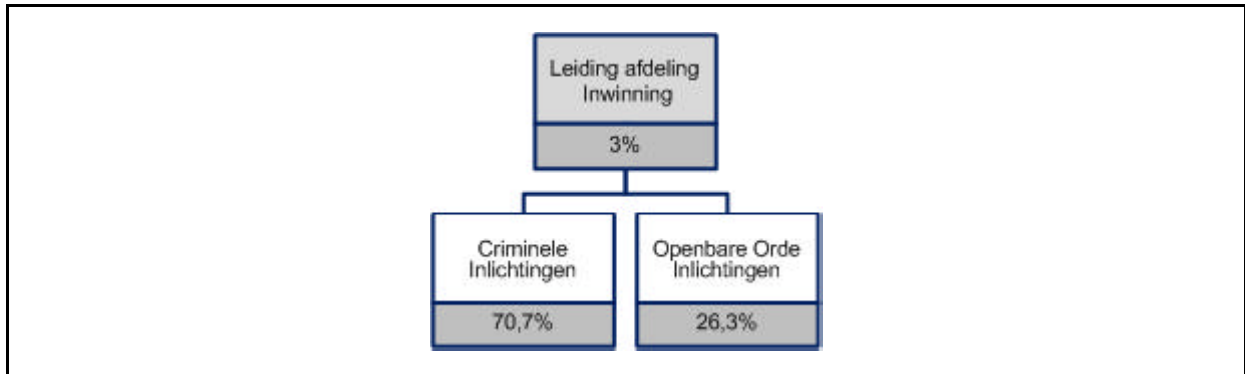 Leiding afdeling
Inwinning
3%
Criminele
Inlichtingen
70,7%
Openbare Orde
Inlichtingen
26,3%